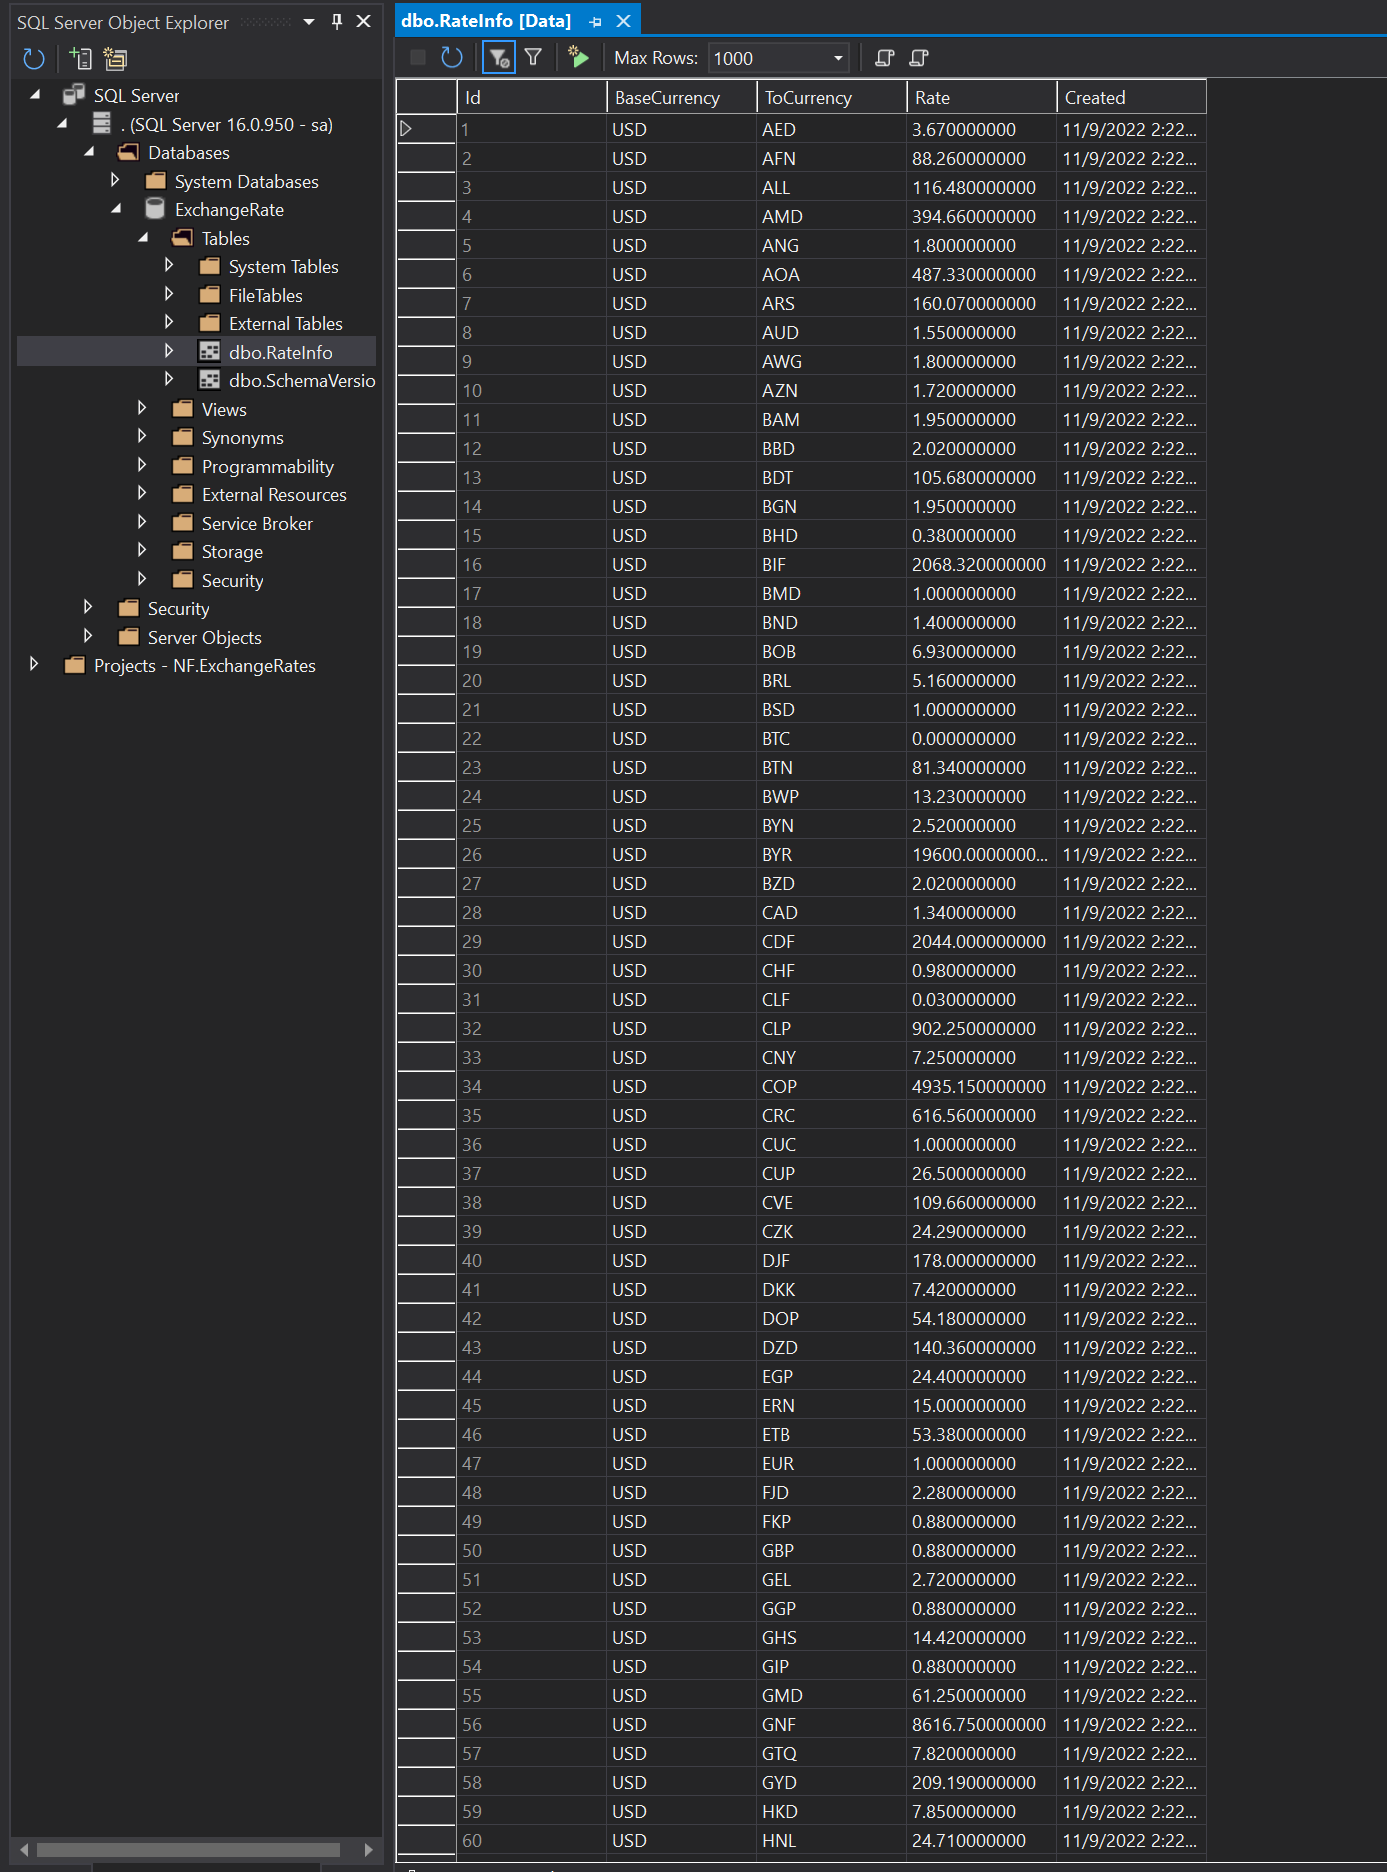 SQL Server Object Explorer
SQL Server
. (SQL Server 16.0.950 - sa)
Databases
System Databases
ExchangeRate
Tables
System Tables
FileTables
External Tables
dbo.RateInfo
dbo.SchemaVersio
Views
Synonyms
Programmability
External Resources
Service Broker
Storage
Security
Security
Server Objects
Projects - NF.ExchangeRates
dbo.RateInfo [Data]
Max Rows: 1000
Id BaseCurrency ToCurrency Rate Created
1 USD AED 3.670000000 11/9/2022 2:22...
2 USD AFN 88.260000000 11/9/2022 2:22...
3 USD ALL 116.480000000 11/9/2022 2:22...
4 USD AMD 394.660000000 11/9/2022 2:22...
5 USD ANG 1.800000000 11/9/2022 2:22...
6 USD AOA 487.330000000 11/9/2022 2:22...
7 USD ARS 160.070000000 11/9/2022 2:22...
8 USD AUD 1.550000000 11/9/2022 2:22...
9 USD AWG 1.800000000 11/9/2022 2:22...
10 USD AZN 1.720000000 11/9/2022 2:22...
11 USD BAM 1.950000000 11/9/2022 2:22...
12 USD BBD 2.020000000 11/9/2022 2:22...
13 USD BDT 105.680000000 11/9/2022 2:22...
14 USD BGN 1.950000000 11/9/2022 2:22...
15 USD BHD 0.380000000 11/9/2022 2:22...
16 USD BIF 2068.320000000 11/9/2022 2:22...
17 USD BMD 1.000000000 11/9/2022 2:22...
18 USD BND 1.400000000 11/9/2022 2:22...
19 USD BOB 6.930000000 11/9/2022 2:22...
20 USD BRL 5.160000000 11/9/2022 2:22...
21 USD BSD 1.000000000 11/9/2022 2:22...
22 USD BTC 0.000000000 11/9/2022 2:22...
23 USD BTN 81.340000000 11/9/2022 2:22...
24 USD BWP 13.230000000 11/9/2022 2:22...
25 USD BYN 2.520000000 11/9/2022 2:22...
26 USD BYR 19600.0000000... 11/9/2022 2:22...
27 USD BZD 2.020000000 11/9/2022 2:22...
28 USD CAD 1.340000000 11/9/2022 2:22...
29 USD CDF 2044.000000000 11/9/2022 2:22...
30 USD CHF 0.980000000 11/9/2022 2:22...
31 USD CLF 0.030000000 11/9/2022 2:22...
32 USD CLP 902.250000000 11/9/2022 2:22...
33 USD CNY 7.250000000 11/9/2022 2:22...
34 USD COP 4935.150000000 11/9/2022 2:22...
35 USD CRC 616.560000000 11/9/2022 2:22...
36 USD CUC 1.000000000 11/9/2022 2:22...
37 USD CUP 26.500000000 11/9/2022 2:22...
38 USD CVE 109.660000000 11/9/2022 2:22...
39 USD CZK 24.290000000 11/9/2022 2:22...
40 USD DJF 178.000000000 11/9/2022 2:22...
41 USD DKK 7.420000000 11/9/2022 2:22...
42 USD DOP 54.180000000 11/9/2022 2:22...
43 USD DZD 140.360000000 11/9/2022 2:22...
44 USD EGP 24.400000000 11/9/2022 2:22...
45 USD ERN 15.000000000 11/9/2022 2:22...
46 USD ETB 53.380000000 11/9/2022 2:22...
47 USD EUR 1.000000000 11/9/2022 2:22...
48 USD FJD 2.280000000 11/9/2022 2:22...
49 USD FKP 0.880000000 11/9/2022 2:22...
50 USD GBP 0.880000000 11/9/2022 2:22...
51 USD GEL 2.720000000 11/9/2022 2:22...
52 USD GGP 0.880000000 11/9/2022 2:22...
53 USD GHS 14.420000000 11/9/2022 2:22...
54 USD GIP 0.880000000 11/9/2022 2:22...
55 USD GMD 61.250000000 11/9/2022 2:22...
56 USD GNF 8616.750000000 11/9/2022 2:22...
57 USD GTQ 7.820000000 11/9/2022 2:22...
58 USD GYD 209.190000000 11/9/2022 2:22...
59 USD HKD 7.850000000 11/9/2022 2:22...
60 USD HNL 24.710000000 11/9/2022 2:22...